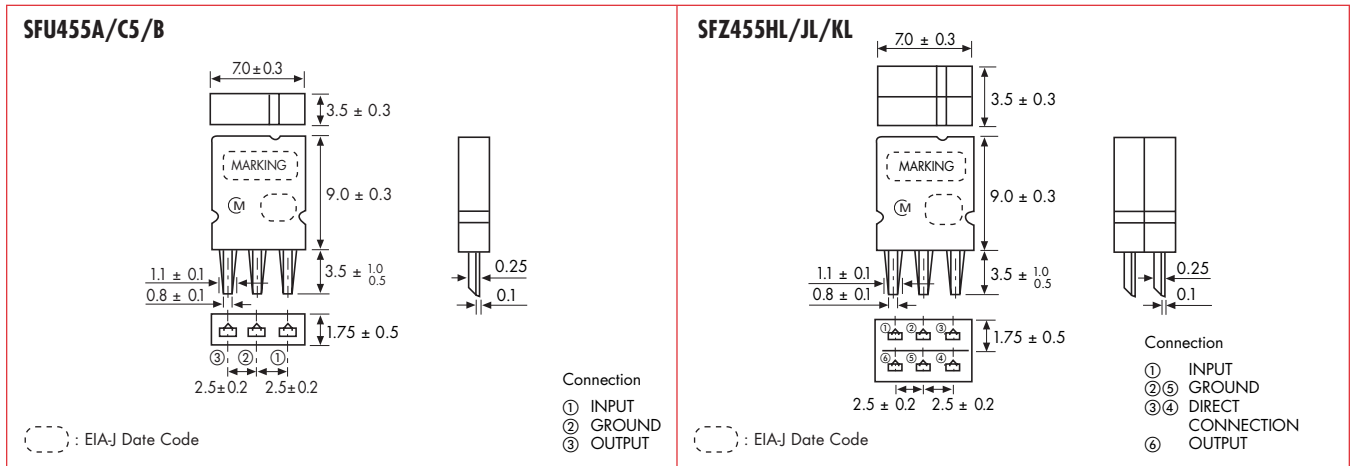 SFU455A/C5/B
7.0±0.3
3.5 ± 0.3
MARKING
M
9.0 ± 0.3
1.1 ± 0.1
0.8 ± 0.1
3.5 ± 1.0 0.5
0.25
0.1
1.75 ± 0.5
③ ② ①
2.5±0.2 2.5±0.2
Connection
① INPUT
② GROUND
③ OUTPUT
: EIA-J Date Code
SFZ455HL/JL/KL
7.0 ± 0.3
3.5 ± 0.3
MARKING
M
9.0 ± 0.3
1.1 ± 0.1
0.8 ± 0.1
3.5 ± 1.0 0.5
0.25
0.1
① ② ③
1.75 ± 0.5
⑥ ⑤ ④
2.5 ± 0.2 2.5 ± 0.2
Connection
① INPUT
②⑤ GROUND
③④ DIRECT
CONNECTION
⑥ OUTPUT
: EIA-J Date Code